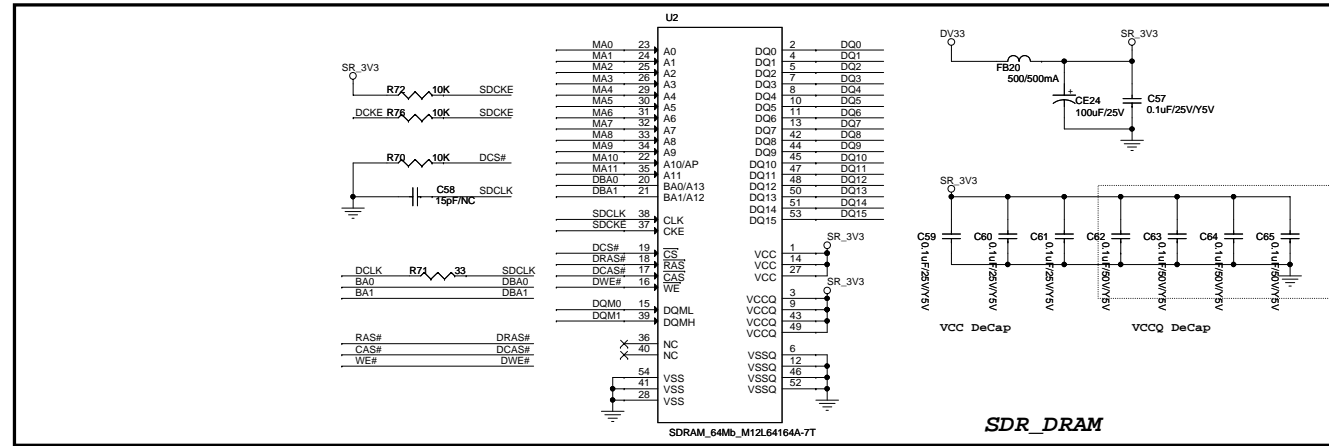 U2
SR_3V3
R72 10K SDCKE
DCKE R76 10K SDCKE
R70 10K DCS#
C58 SDCLK
15pF/NC
DCLK R71 33 SDCLK
BA0 DBA0
BA1 DBA1
RAS# DRAS#
CAS# DCAS#
WE# DWE#
MA0 23 A0
MA1 24 A1
MA2 25 A2
MA3 26 A3
MA4 29 A4
MA5 30 A5
MA6 31 A6
MA7 32 A7
MA8 33 A8
MA9 34 A9
MA10 22 A10/AP
MA11 35 A11
DBA0 20 BA0/A13
DBA1 21 BA1/A12
SDCLK 38 CLK
SDCKE 37 CKE
DCS# 19 CS
DRAS# 18 RAS
DCAS# 17 CAS
DWE# 16 WE
DQM0 15 DQML
DQM1 39 DQMH
36 NC
40 NC
54 VSS
41 VSS
28 VSS
DQ0 2 DQ0
DQ1 4 DQ1
DQ2 5 DQ2
DQ3 7 DQ3
DQ4 8 DQ4
DQ5 10 DQ5
DQ6 11 DQ6
DQ7 13 DQ7
DQ8 42 DQ8
DQ9 44 DQ9
DQ10 45 DQ10
DQ11 47 DQ11
DQ12 48 DQ12
DQ13 50 DQ13
DQ14 51 DQ14
DQ15 53 DQ15
SR_3V3
VCC 1
VCC 14
VCC 27
SR_3V3
VCCQ 3
VCCQ 9
VCCQ 43
VCCQ 49
VSSQ 6
VSSQ 12
VSSQ 46
VSSQ 52
SDRAM_64Mb_M12L64164A-7T
DV33 SR_3V3
FB20
500/500mA
CE24
100uF/25V
C57
0.1uF/25V/Y5V
SR_3V3
C59 0.1uF/25V/Y5V
C60 0.1uF/25V/Y5V
C61 0.1uF/25V/Y5V
C62 0.1uF/50V/Y5V
C63 0.1uF/50V/Y5V
C64 0.1uF/50V/Y5V
C65 0.1uF/50V/Y5V
VCC DeCap VCCQ DeCap
SDR_DRAM